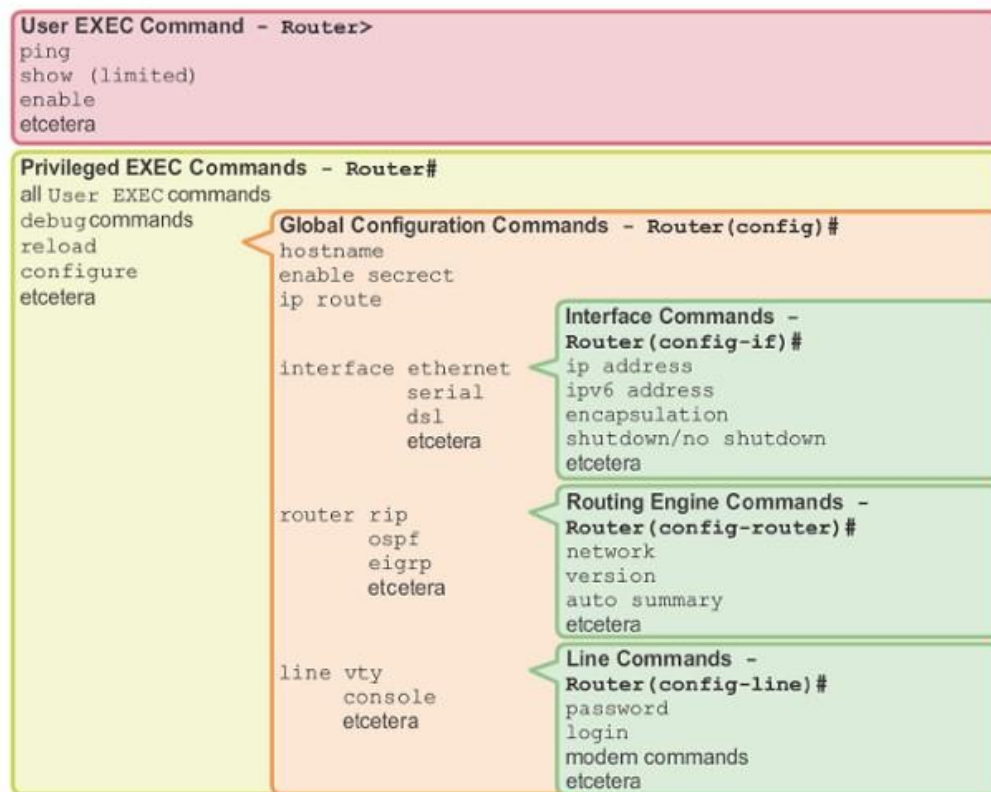 User EXEC Command - Router>
ping
show (limited)
enable
etcetera
Privileged EXEC Commands - Router#
all User EXEC commands
debug commands
reload
configure
etcetera
Global Configuration Commands - Router(config)#
hostname
enable secrect
ip route
interface ethernet
serial
dsl
etcetera
Interface Commands -
Router(config-if)#
ip address
ipv6 address
encapsulation
shutdown/no shutdown
etcetera
router rip
ospf
eigrp
etcetera
Routing Engine Commands -
Router(config-router)#
network
version
auto summary
etcetera
line vty
console
etcetera
Line Commands -
Router(config-line)#
password
login
modem commands
etcetera